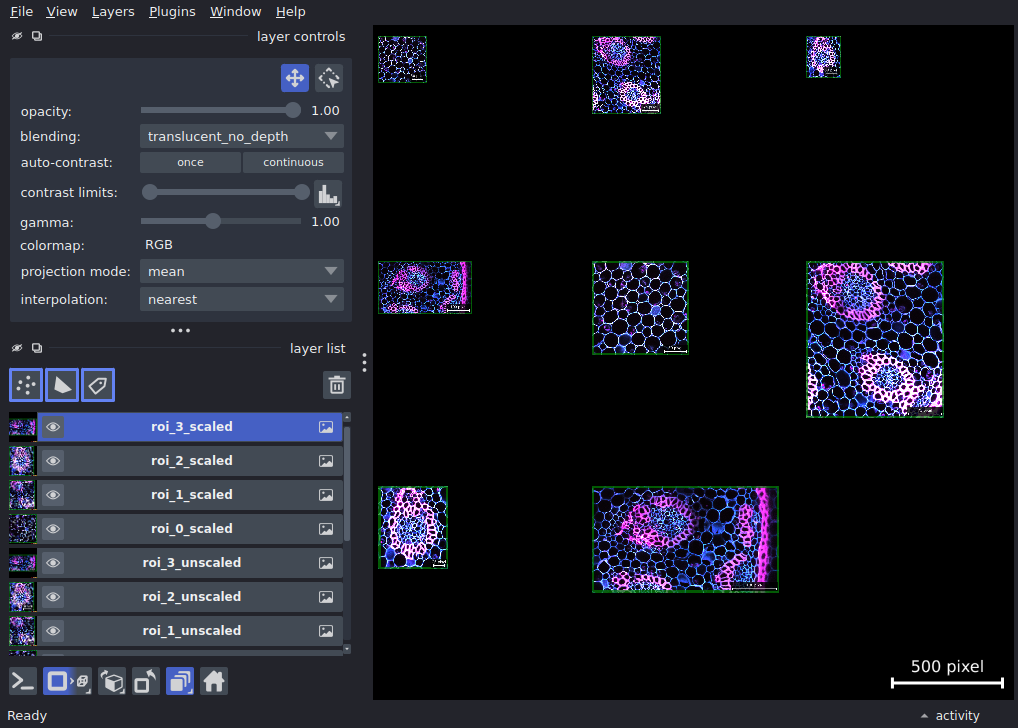 File View Layers Plugins Window Help
layer controls
opacity: 1.00
blending: translucent_no_depth
auto-contrast: once continuous
contrast limits:
gamma: 1.00
colormap: RGB
projection mode: mean
interpolation: nearest
layer list
roi_3_scaled
roi_2_scaled
roi_1_scaled
roi_0_scaled
roi_3_unscaled
roi_2_unscaled
roi_1_unscaled
500 pixel
Ready activity